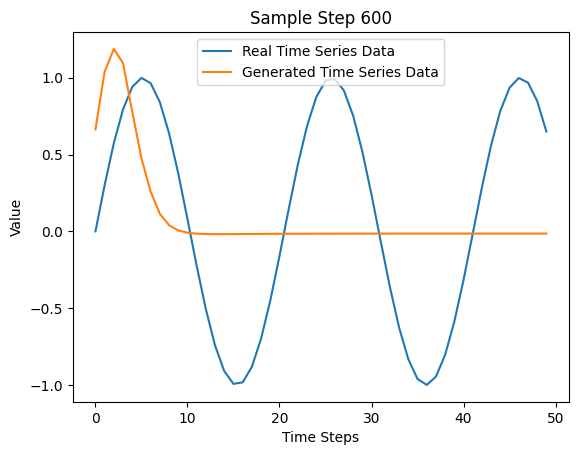 Sample Step 600
Real Time Series Data
Generated Time Series Data
Value
1.0
0.5
0.0
−0.5
−1.0
0
10
20
30
40
50
Time Steps